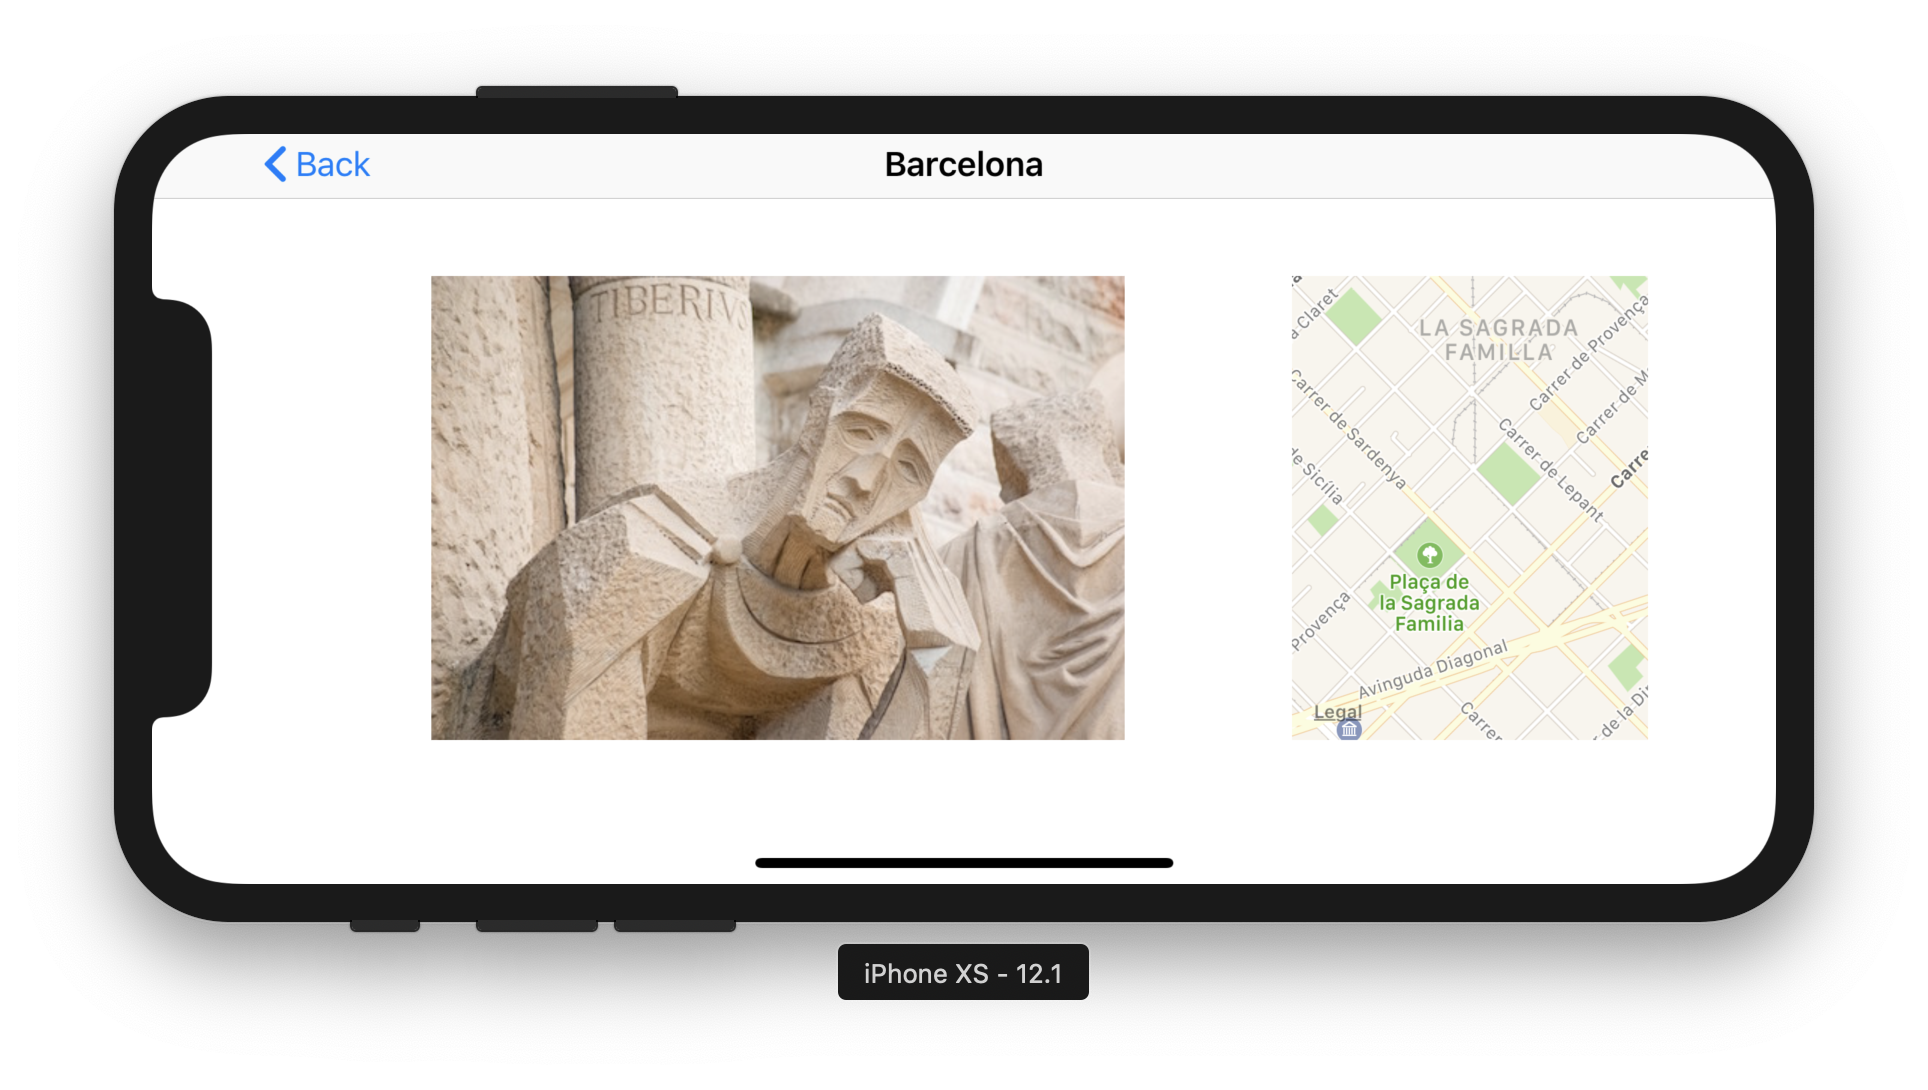 Back
Barcelona
TIBERIVS
a Claret
LA SAGRADA
FAMILLA
Carrer de Provença
Carrer de M
Carrer de Sardenya
Carrer de Lepant
Carre
de Sicília
Plaça de
la Sagrada
Familia
Provença
Avinguda Diagonal
Legal
Carrer
de la Di
iPhone XS - 12.1